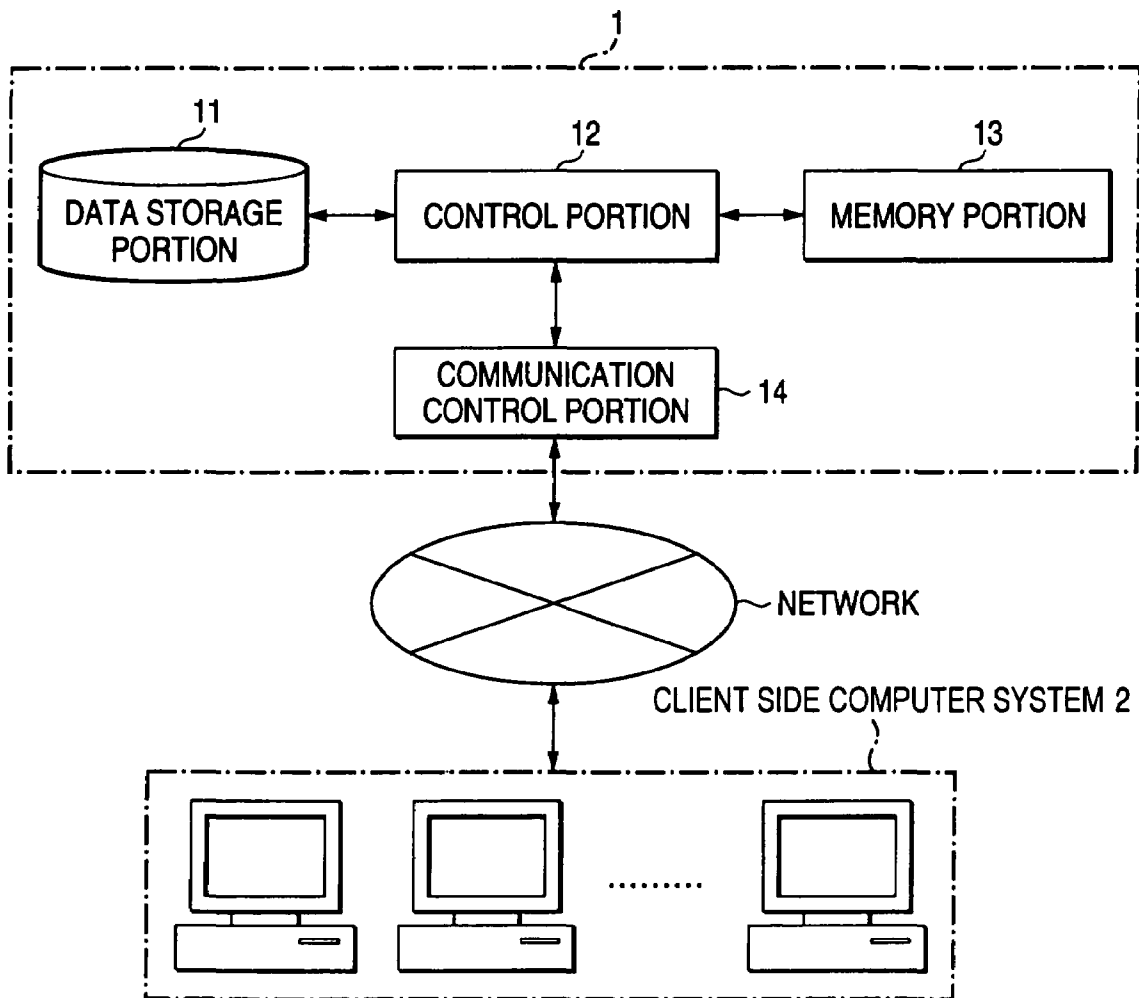 1
11
12
13
DATA STORAGE
PORTION
CONTROL PORTION
MEMORY PORTION
COMMUNICATION
CONTROL PORTION
14
NETWORK
CLIENT SIDE COMPUTER SYSTEM 2
.........